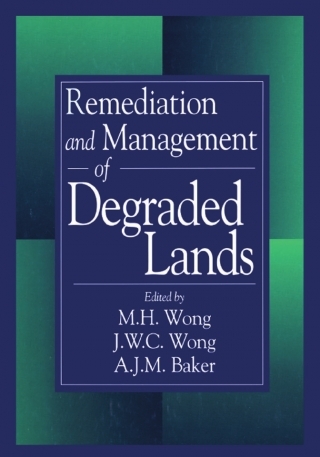 Remediation
and Management
of
Degraded
Lands
Edited by
M.H. Wong
J.W.C. Wong
A.J.M. Baker